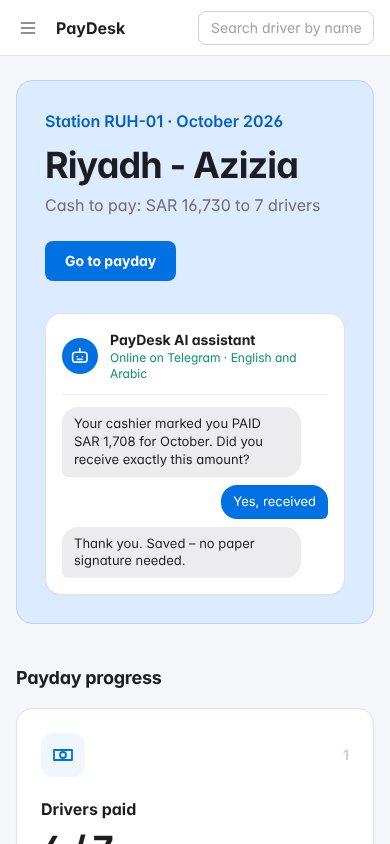 PayDesk
Search driver by name
Station RUH-01 · October 2026
Riyadh - Azizia
Cash to pay: SAR 16,730 to 7 drivers
Go to payday
PayDesk AI assistant
Online on Telegram · English and
Arabic
Your cashier marked you PAID
SAR 1,708 for October. Did you
receive exactly this amount?
Yes, received
Thank you. Saved – no paper
signature needed.
Payday progress
1
Drivers paid